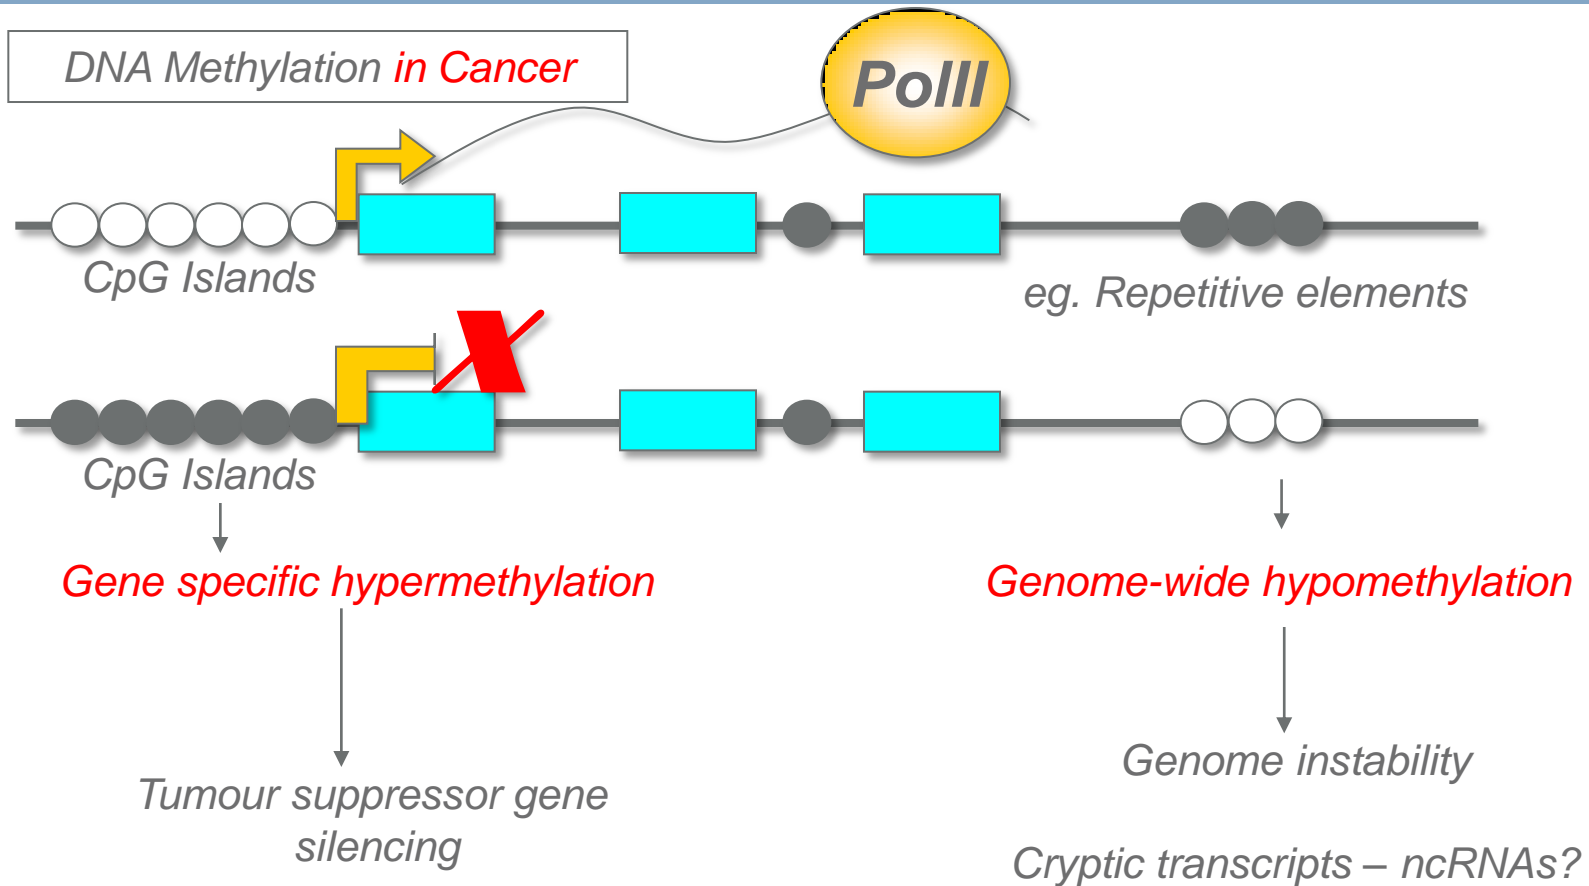 DNA Methylation in Cancer
PolII
CpG Islands
eg. Repetitive elements
CpG Islands
Gene specific hypermethylation
Genome-wide hypomethylation
Genome instability
Tumour suppressor gene
silencing
Cryptic transcripts – ncRNAs?